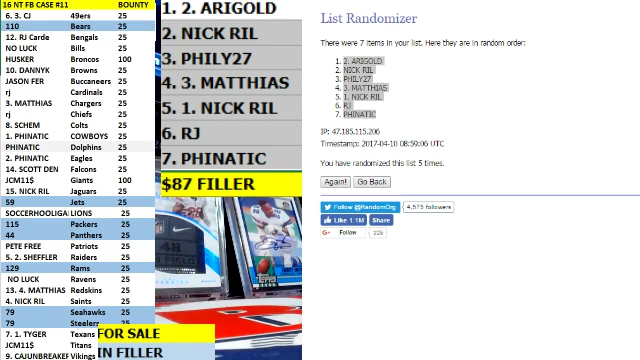 16 NT FB CASE #11 BOUNTY
6. 3. CJ 49ers 25
110 Bears 25
12. RJ Carde Bengals 25
NO LUCK Bills 25
HUSKER Broncos 100
10. DANNYK Browns 25
JASON FER Buccaneers 25
rj Cardinals 25
3. MATTHIAS Chargers 25
rj Chiefs 25
8. SCHEM Colts 25
1. PHINATIC COWBOYS 25
PHINATIC Dolphins 25
2. PHINATIC Eagles 25
14. SCOTT DEN Falcons 25
JCM11$ Giants 100
15. NICK RIL Jaguars 25
59 Jets 25
SOCCERHOOLIGA LIONS 25
115 Packers 25
44 Panthers 25
PETE FREE Patriots 25
5. 2. SHEFFLER Raiders 25
129 Rams 25
NO LUCK Ravens 25
13. 4. MATTHIAS Redskins 25
4. NICK RIL Saints 25
79 Seahawks 25
79 Steelers 25
7. 1. TYGER Texans
JCM11$ Titans
9. CAJUNBREAKER Vikings
1. 2. ARIGOLD
2. NICK RIL
3. PHILY27
4. 3. MATTHIAS
5. 1. NICK RIL
6. RJ
7. PHINATIC
$87 FILLER
FOR SALE
IN FILLER
List Randomizer
There were 7 items in your list. Here they are in random order:
1. 2. ARIGOLD
2. NICK RIL
3. PHILY27
4. 3. MATTHIAS
5. 1. NICK RIL
6. RJ
7. PHINATIC
IP: 47.185.115.206
Timestamp: 2017-04-10 08:59:06 UTC
You have randomized this list 5 times.
Again! Go Back
Follow @RandomOrg 4,575 followers
Like 1.1M Share
G+ Follow 22k